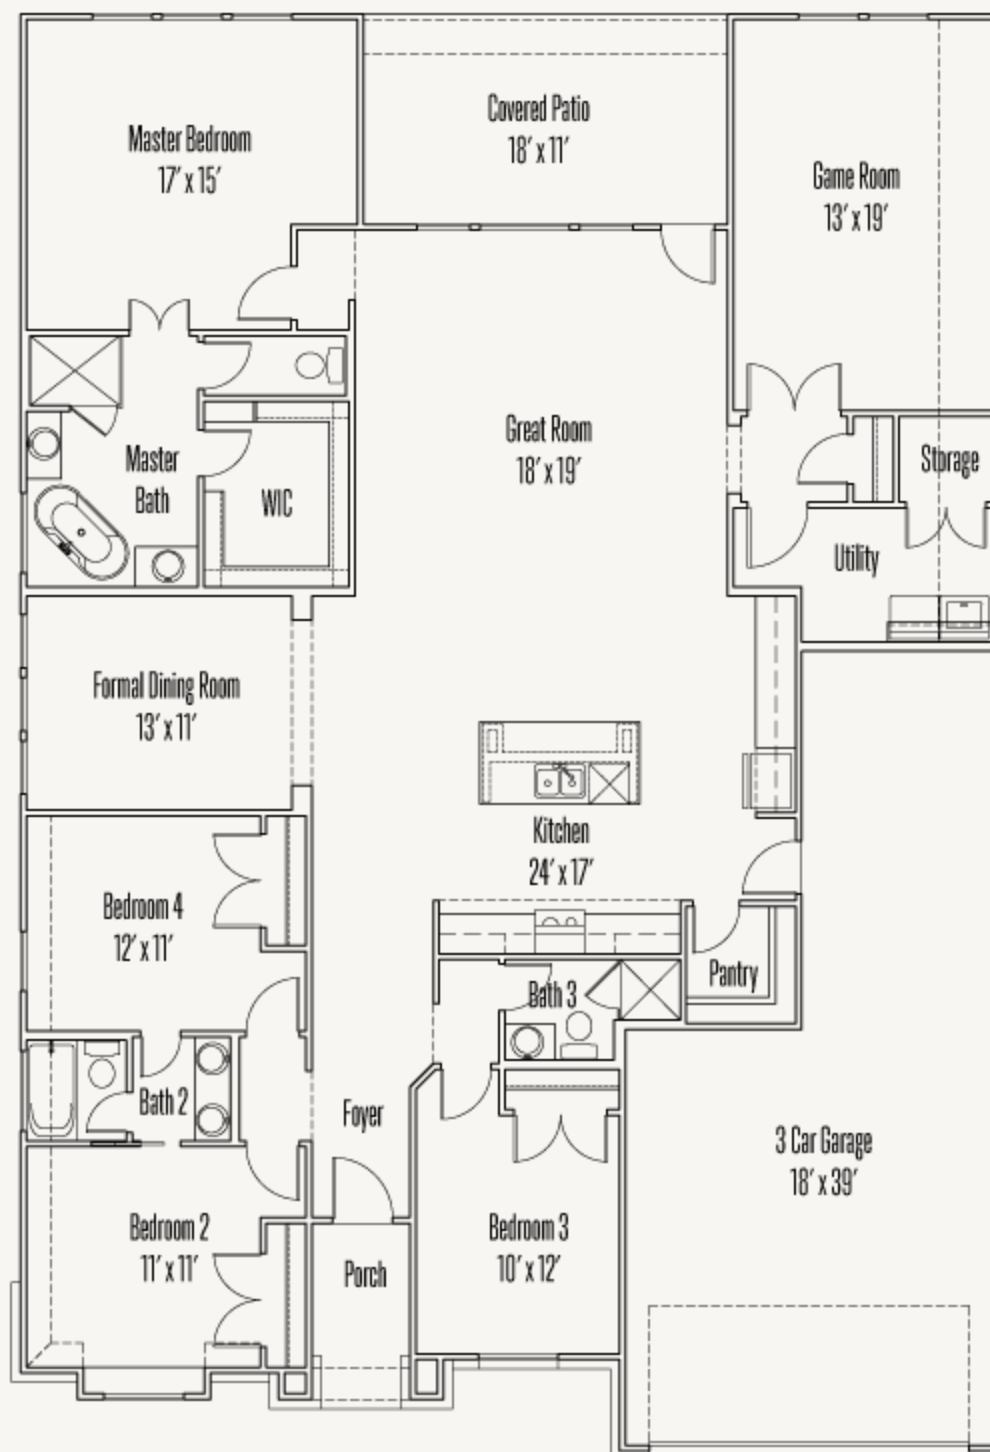 Master Bedroom
17' x 15'
Covered Patio
18' x 11'
Game Room
13' x 19'
Great Room
18' x 19'
Master
Bath
WIC
Storage
Utility
Formal Dining Room
13' x 11'
Kitchen
24' x 17'
Bedroom 4
12' x 11'
Pantry
Bath 3
Bath 2
Foyer
3 Car Garage
18' x 39'
Bedroom 2
11' x 11'
Porch
Bedroom 3
10' x 12'